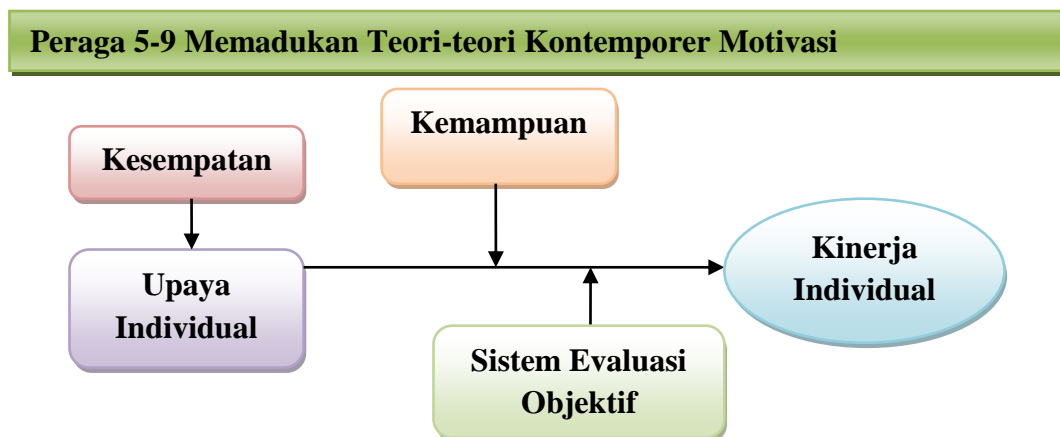 Peraga 5-9 Memadukan Teori-teori Kontemporer Motivasi
Kemampuan
Kesempatan
Upaya
Individual
Kinerja
Individual
Sistem Evaluasi
Objektif